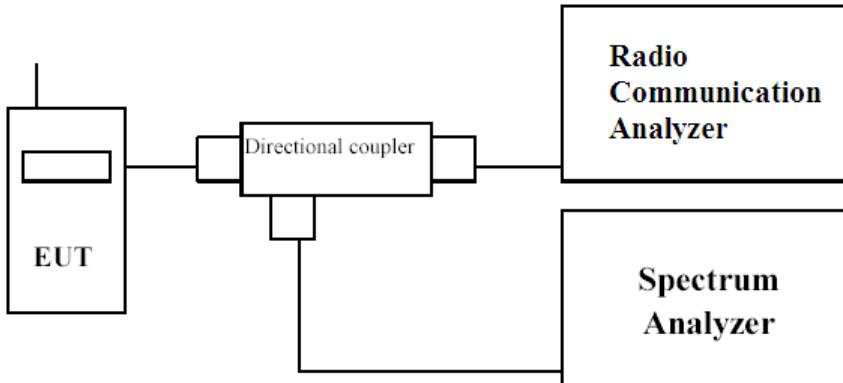 Radio
Communication
Analyzer
Directional coupler
EUT
Spectrum
Analyzer